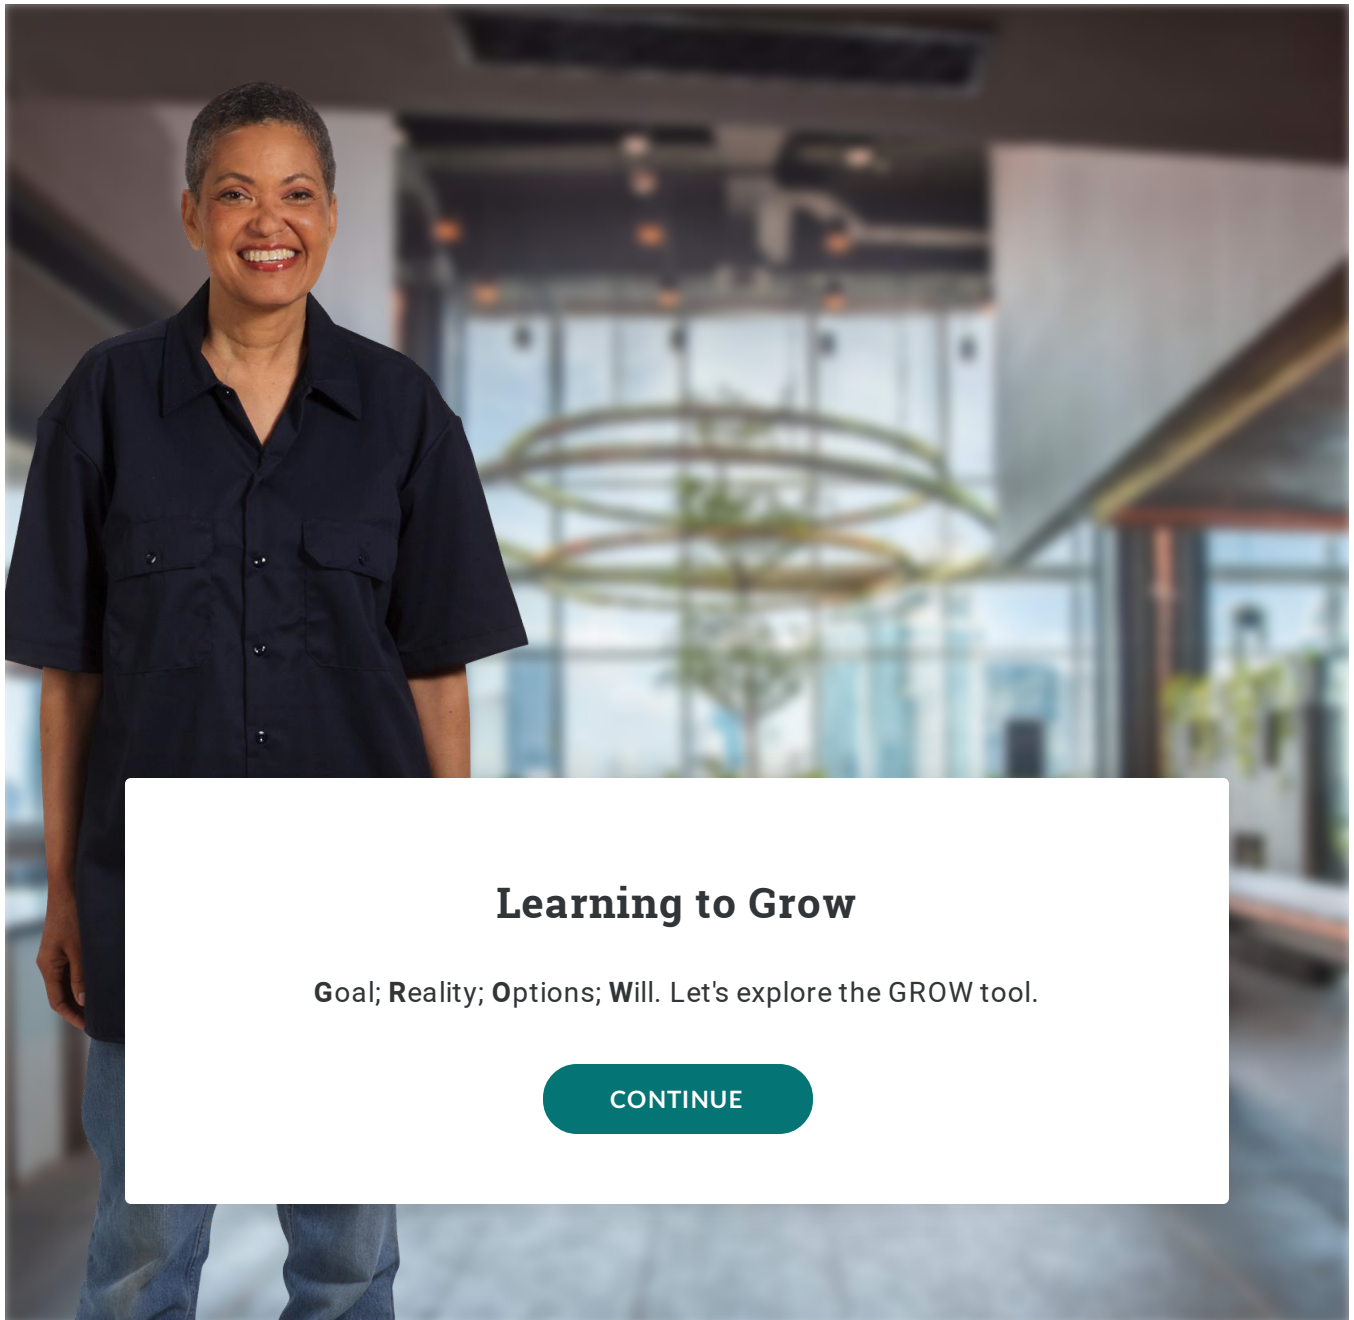 Learning to Grow
Goal; Reality; Options; Will. Let's explore the GROW tool.
CONTINUE